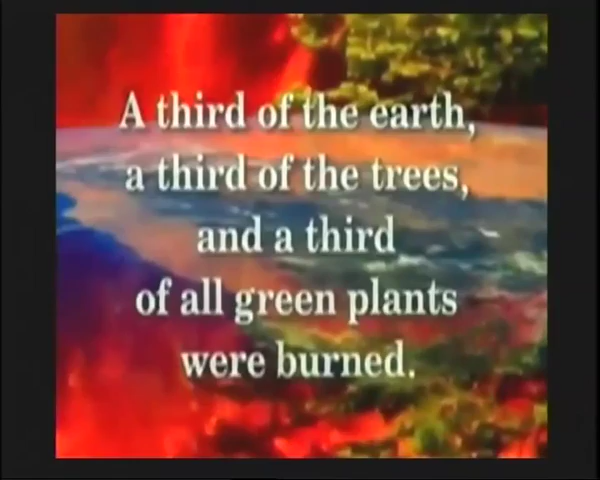 A third of the earth,
a third of the trees,
and a third
of all green plants
were burned.